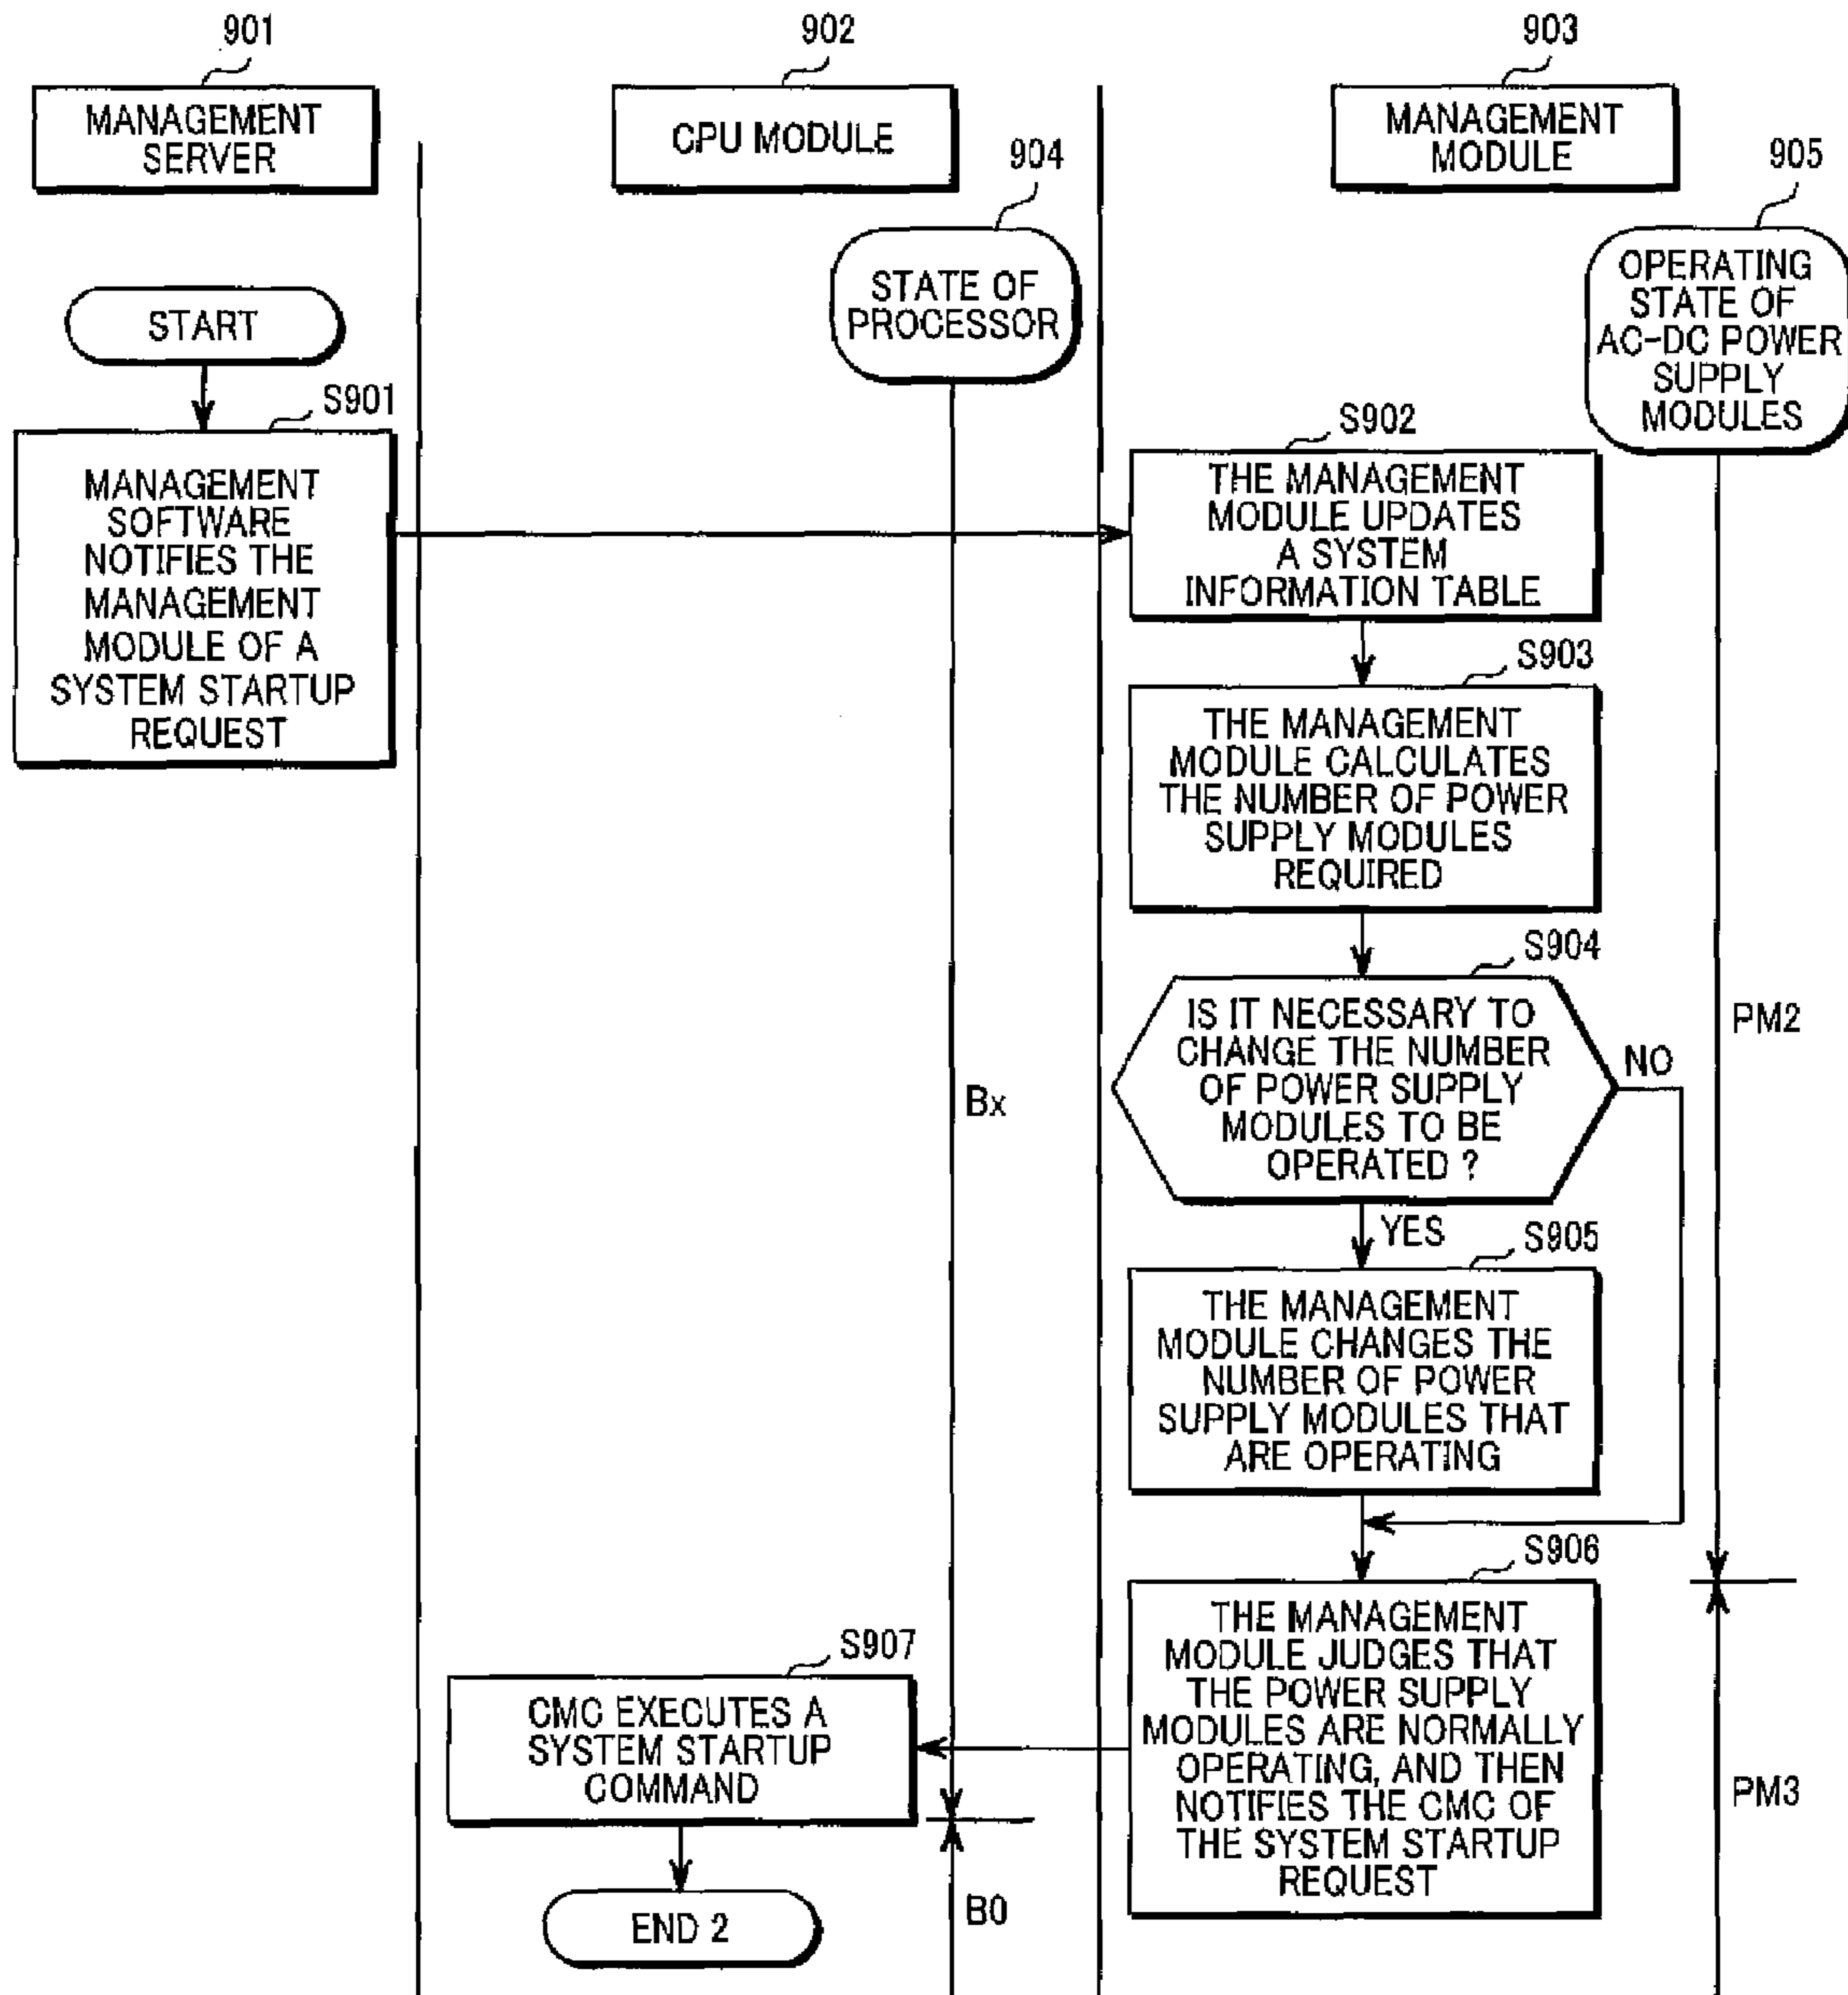 901
902
903
MANAGEMENT
SERVER
CPU MODULE
MANAGEMENT
MODULE
904
905
STATE OF
PROCESSOR
OPERATING
STATE OF
AC-DC POWER
SUPPLY
MODULES
START
S901
MANAGEMENT
SOFTWARE
NOTIFIES THE
MANAGEMENT
MODULE OF A
SYSTEM STARTUP
REQUEST
S902
THE MANAGEMENT
MODULE UPDATES
A SYSTEM
INFORMATION TABLE
S903
THE MANAGEMENT
MODULE CALCULATES
THE NUMBER OF POWER
SUPPLY MODULES
REQUIRED
S904
IS IT NECESSARY TO
CHANGE THE NUMBER
OF POWER SUPPLY
MODULES TO BE
OPERATED ?
NO
YES
PM2
Bx
S905
THE MANAGEMENT
MODULE CHANGES THE
NUMBER OF POWER
SUPPLY MODULES THAT
ARE OPERATING
S906
THE MANAGEMENT
MODULE JUDGES THAT
THE POWER SUPPLY
MODULES ARE NORMALLY
OPERATING, AND THEN
NOTIFIES THE CMC OF
THE SYSTEM STARTUP
REQUEST
PM3
S907
CMC EXECUTES A
SYSTEM STARTUP
COMMAND
B0
END 2